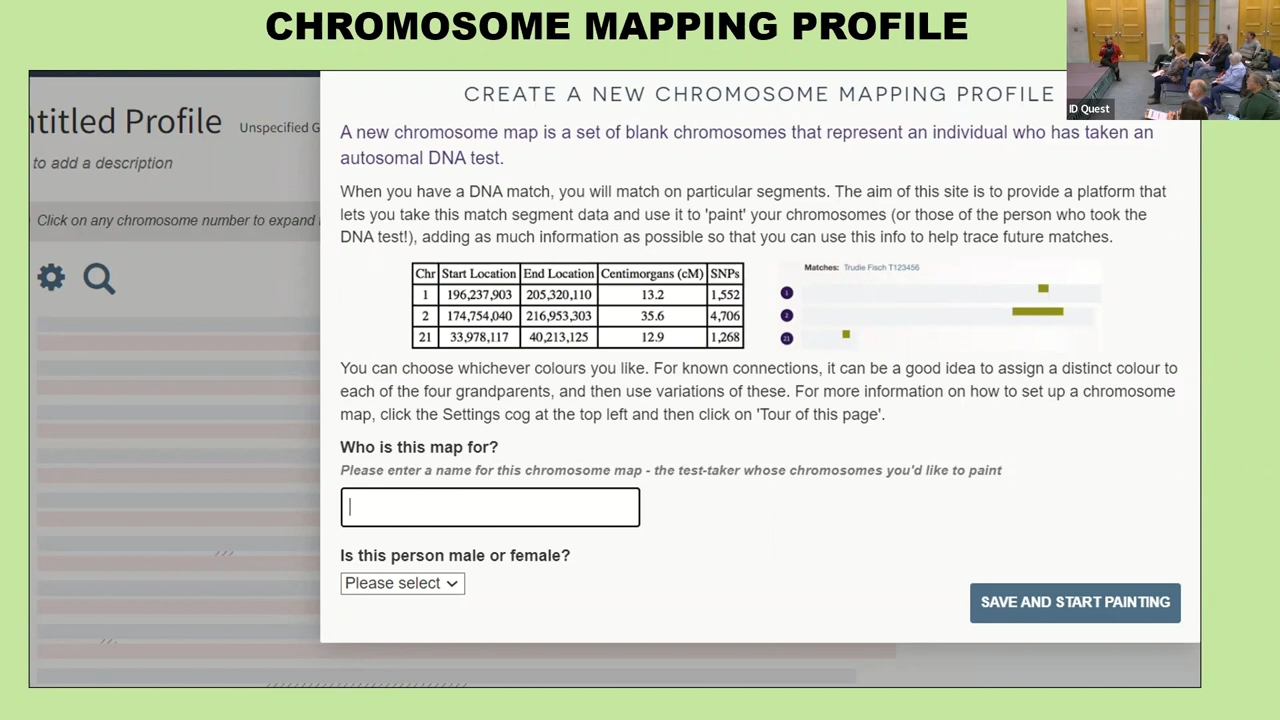 CHROMOSOME MAPPING PROFILE
ID Quest
ntitled Profile Unspecified G
to add a description
Click on any chromosome number to expand
CREATE A NEW CHROMOSOME MAPPING PROFILE
A new chromosome map is a set of blank chromosomes that represent an individual who has taken an
autosomal DNA test.
When you have a DNA match, you will match on particular segments. The aim of this site is to provide a platform that
lets you take this match segment data and use it to 'paint' your chromosomes (or those of the person who took the
DNA test!), adding as much information as possible so that you can use this info to help trace future matches.
Chr Start Location End Location Centimorgans (cM) SNPs
1 196,237,903 205,320,110 13.2 1,552
2 174,754,040 216,953,303 35.6 4,706
21 33,978,117 40,213,125 12.9 1,268
Matches: Trudie Fisch T123456
1
2
21
You can choose whichever colours you like. For known connections, it can be a good idea to assign a distinct colour to
each of the four grandparents, and then use variations of these. For more information on how to set up a chromosome
map, click the Settings cog at the top left and then click on 'Tour of this page'.
Who is this map for?
Please enter a name for this chromosome map - the test-taker whose chromosomes you'd like to paint
Is this person male or female?
Please select
SAVE AND START PAINTING